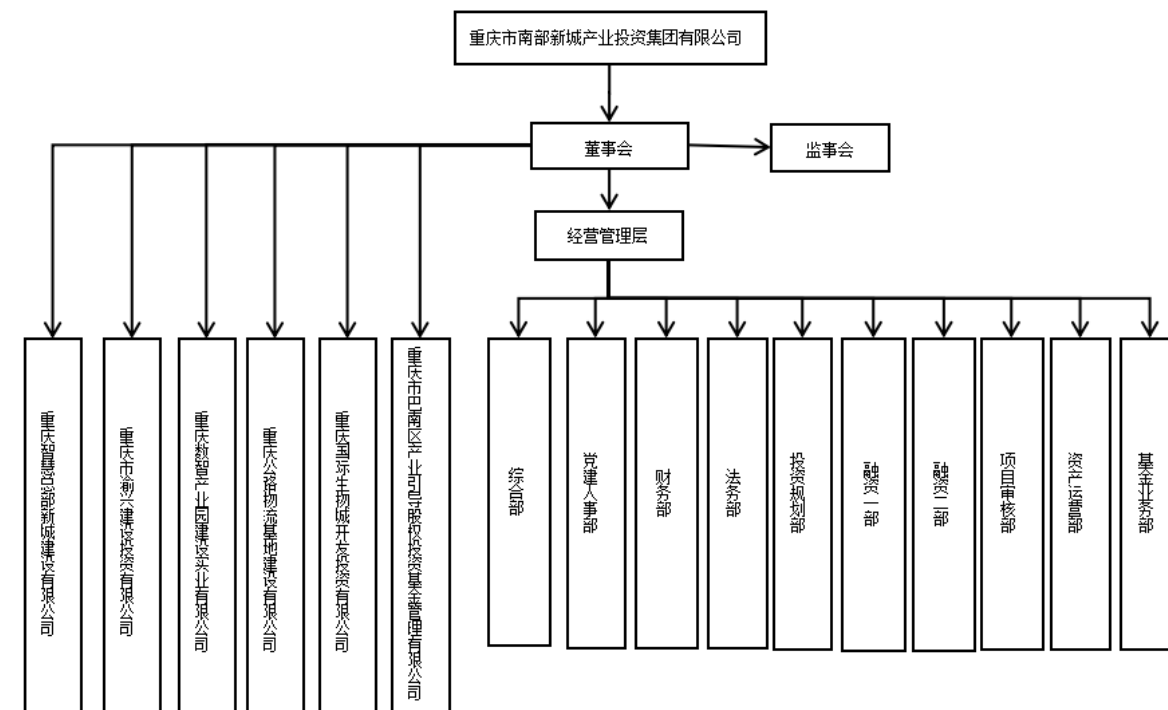 重庆市南部新城产业投资集团有限公司
董事会
监事会
经营管理层
重庆智慧总部新城建设有限公司
重庆市渝兴建设投资有限公司
重庆数智产业园建设实业有限公司
重庆公路物流基地建设有限公司
重庆国际生物城开发投资有限公司
重庆市巴南区产业引导股权投资基金管理有限公司
综合部
党建人事部
财务部
法务部
投资规划部
融资一部
融资二部
项目审核部
资产运营部
基金业务部